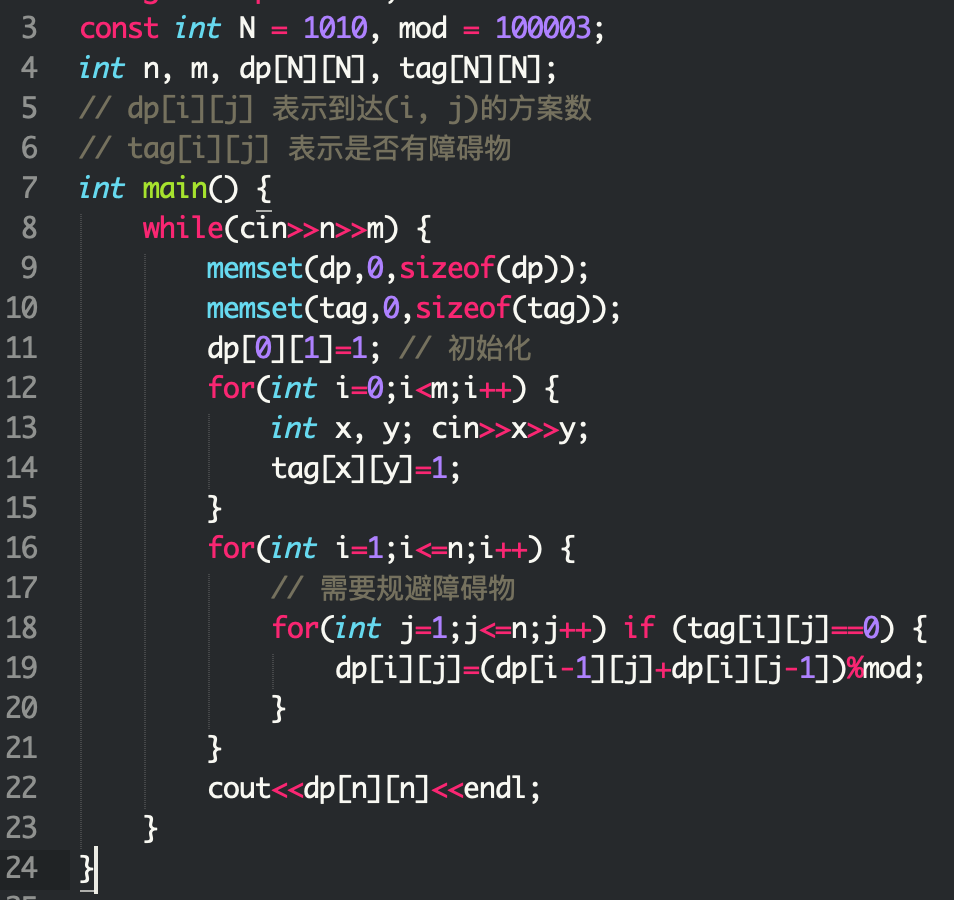 3 const int N = 1010, mod = 100003;
4 int n, m, dp[N][N], tag[N][N];
5 // dp[i][j] 表示到达(i, j)的方案数
6 // tag[i][j] 表示是否有障碍物
7 int main() {
8 while(cin>>n>>m) {
9 memset(dp,0,sizeof(dp));
10 memset(tag,0,sizeof(tag));
11 dp[0][1]=1; // 初始化
12 for(int i=0;i<m;i++) {
13 int x, y; cin>>x>>y;
14 tag[x][y]=1;
15 }
16 for(int i=1;i<=n;i++) {
17 // 需要规避障碍物
18 for(int j=1;j<=n;j++) if (tag[i][j]==0) {
19 dp[i][j]=(dp[i-1][j]+dp[i][j-1])%mod;
20 }
21 }
22 cout<<dp[n][n]<<endl;
23 }
24 }